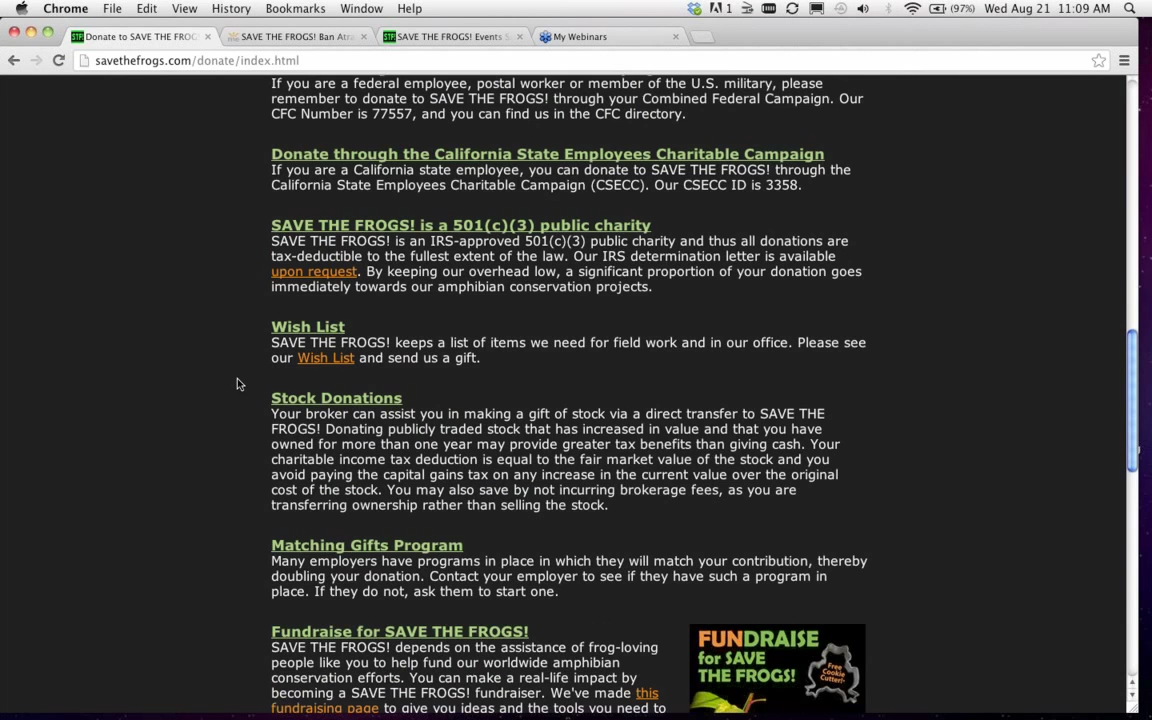 Chrome File Edit View History Bookmarks Window Help 1 (97%) Wed Aug 21 11:09 AM
Donate to SAVE THE FROG × SAVE THE FROGS! Ban Atra × SAVE THE FROGS! Events S × My Webinars ×
savethefrogs.com/donate/index.html
If you are a federal employee, postal worker or member of the U.S. military, please
remember to donate to SAVE THE FROGS! through your Combined Federal Campaign. Our
CFC Number is 77557, and you can find us in the CFC directory.
Donate through the California State Employees Charitable Campaign
If you are a California state employee, you can donate to SAVE THE FROGS! through the
California State Employees Charitable Campaign (CSECC). Our CSECC ID is 3358.
SAVE THE FROGS! is a 501(c)(3) public charity
SAVE THE FROGS! is an IRS-approved 501(c)(3) public charity and thus all donations are
tax-deductible to the fullest extent of the law. Our IRS determination letter is available
upon request. By keeping our overhead low, a significant proportion of your donation goes
immediately towards our amphibian conservation projects.
Wish List
SAVE THE FROGS! keeps a list of items we need for field work and in our office. Please see
our Wish List and send us a gift.
Stock Donations
Your broker can assist you in making a gift of stock via a direct transfer to SAVE THE
FROGS! Donating publicly traded stock that has increased in value and that you have
owned for more than one year may provide greater tax benefits than giving cash. Your
charitable income tax deduction is equal to the fair market value of the stock and you
avoid paying the capital gains tax on any increase in the current value over the original
cost of the stock. You may also save by not incurring brokerage fees, as you are
transferring ownership rather than selling the stock.
Matching Gifts Program
Many employers have programs in place in which they will match your contribution, thereby
doubling your donation. Contact your employer to see if they have such a program in
place. If they do not, ask them to start one.
Fundraise for SAVE THE FROGS!
SAVE THE FROGS! depends on the assistance of frog-loving
people like you to help fund our worldwide amphibian
conservation efforts. You can make a real-life impact by
becoming a SAVE THE FROGS! fundraiser. We've made this
fundraising page to give you ideas and the tools you need to
FUNDRAISE
for SAVE
THE FROGS!
Free
Cookie
Cutter!